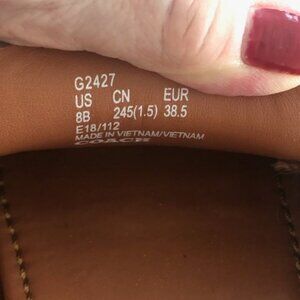 G2427
US CN EUR
8B 245(1.5) 38.5
E18/112
MADE IN VIETNAM/VIETNAM
COACH